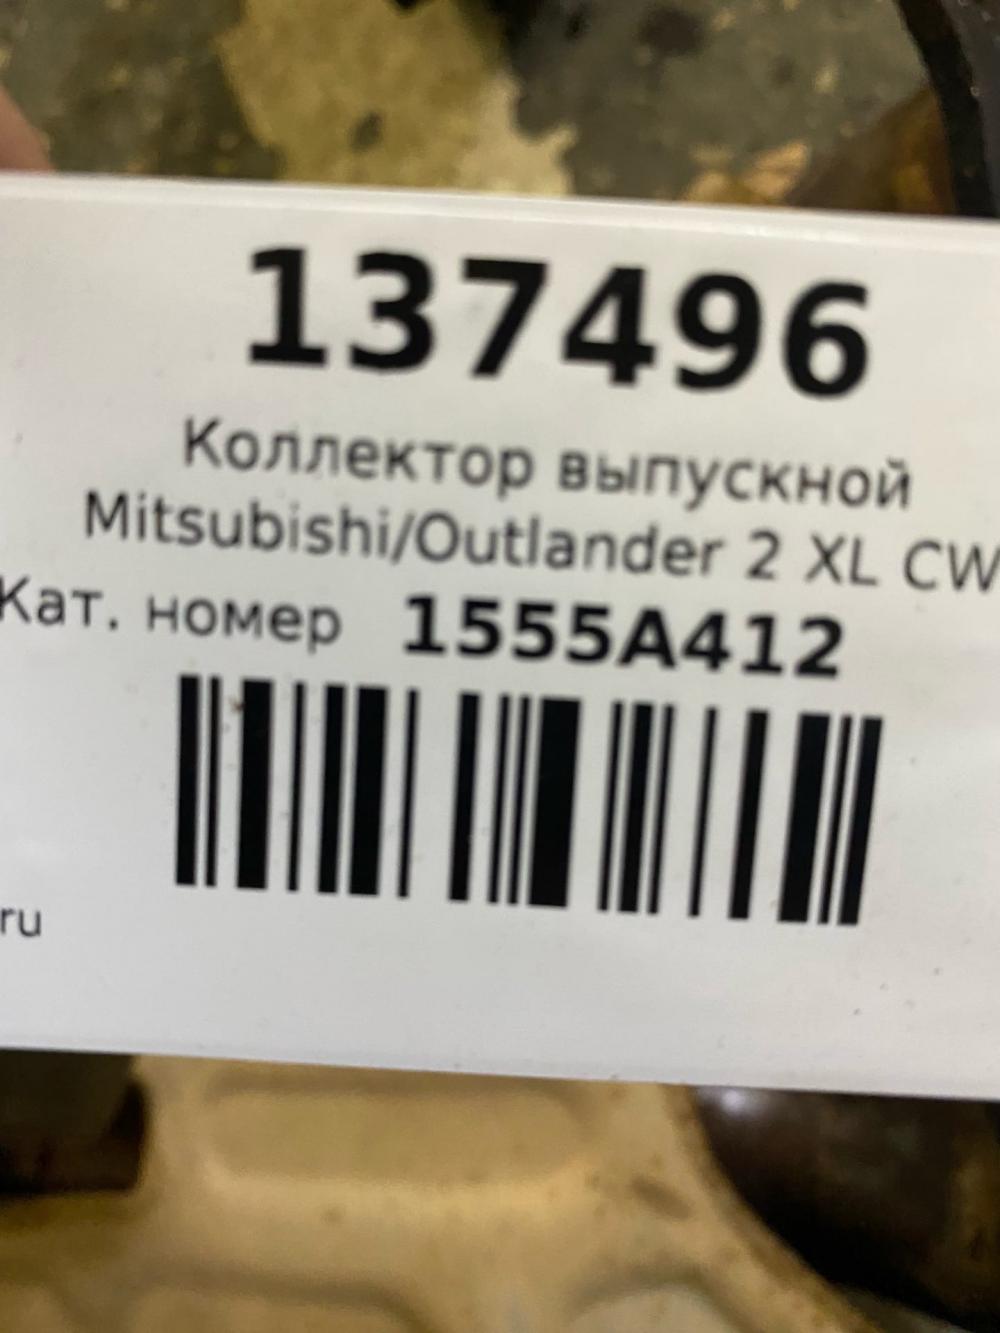 137496
Коллектор выпускной
Mitsubishi/Outlander 2 XL CW
Кат. номер 1555A412
ru